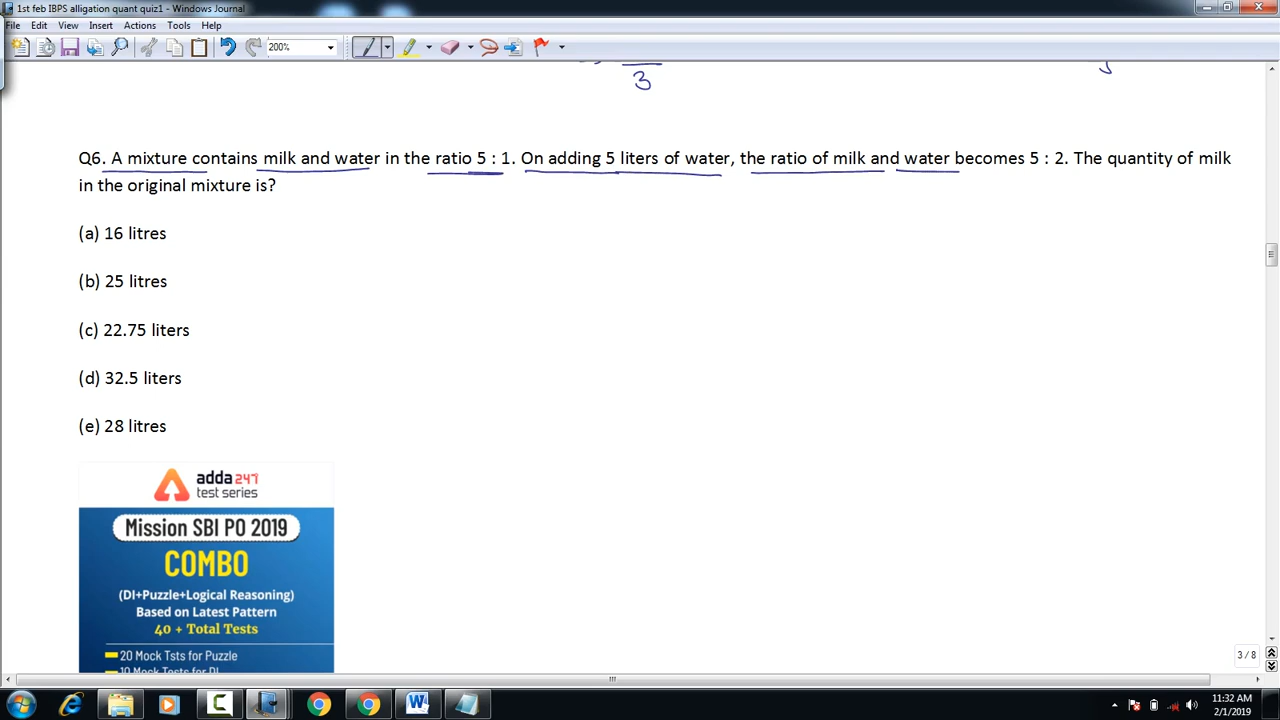 1st feb IBPS alligation quant quiz1 - Windows Journal
File Edit View Insert Actions Tools Help
200%
3 y
Q6. A mixture contains milk and water in the ratio 5 : 1. On adding 5 liters of water, the ratio of milk and water becomes 5 : 2. The quantity of milk
in the original mixture is?
(a) 16 litres
(b) 25 litres
(c) 22.75 liters
(d) 32.5 liters
(e) 28 litres
adda 247
test series
Mission SBI PO 2019
COMBO
(DI+Puzzle+Logical Reasoning)
Based on Latest Pattern
40 + Total Tests
20 Mock Tsts for Puzzle
10 Mock Tests for DI
3 / 8
11:32 AM
2/1/2019